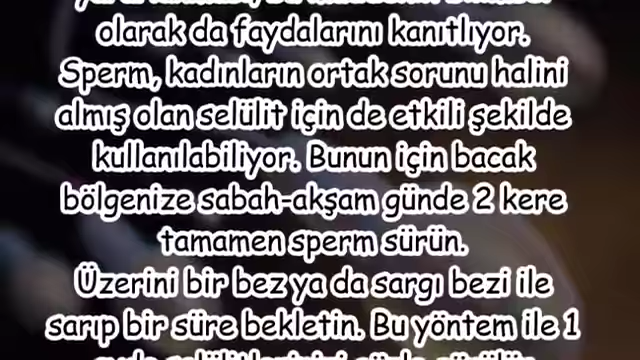 olarak da faydalarını kanıtlıyor.
Sperm, kadınların ortak sorunu halini
almış olan selülit için de etkili şekilde
kullanılabiliyor. Bunun için bacak
bölgenize sabah-akşam günde 2 kere
tamamen sperm sürün.
Üzerini bir bez ya da sargı bezi ile
sarıp bir süre bekletin. Bu yöntem ile 1